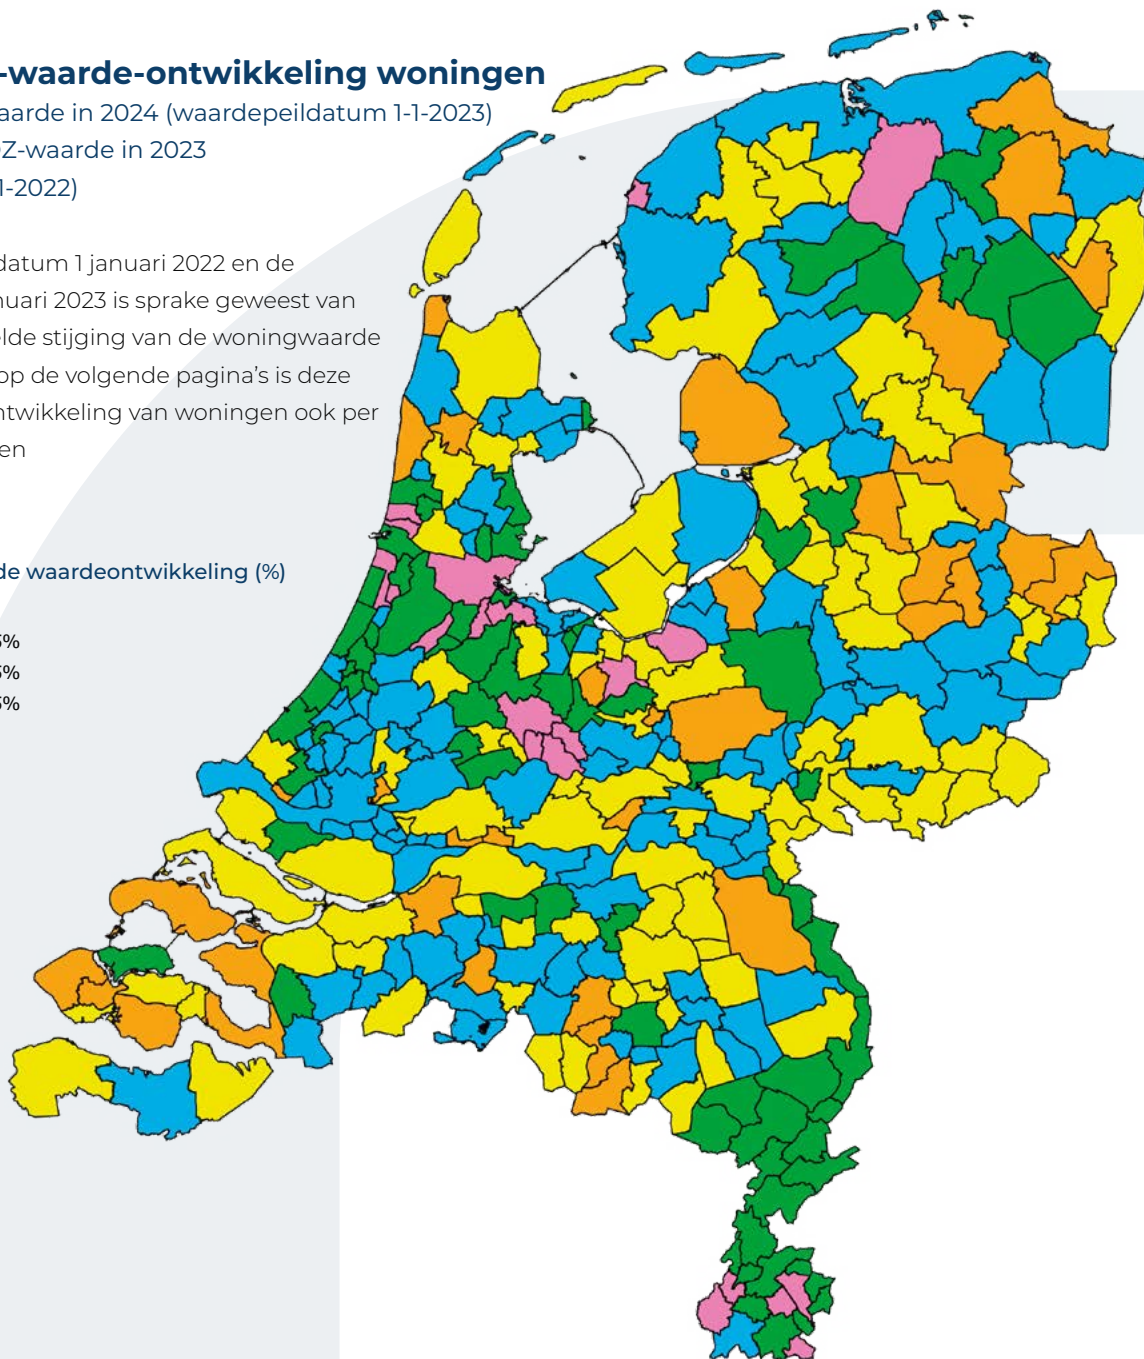 -waarde-ontwikkeling woningen
aarde in 2024 (waardepeildatum 1-1-2023)
Z-waarde in 2023
1-2022)
datum 1 januari 2022 en de
nuari 2023 is sprake geweest van
elde stijging van de woningwaarde
op de volgende pagina's is deze
ntwikkeling van woningen ook per
en
de waardeontwikkeling (%)
%
%
%